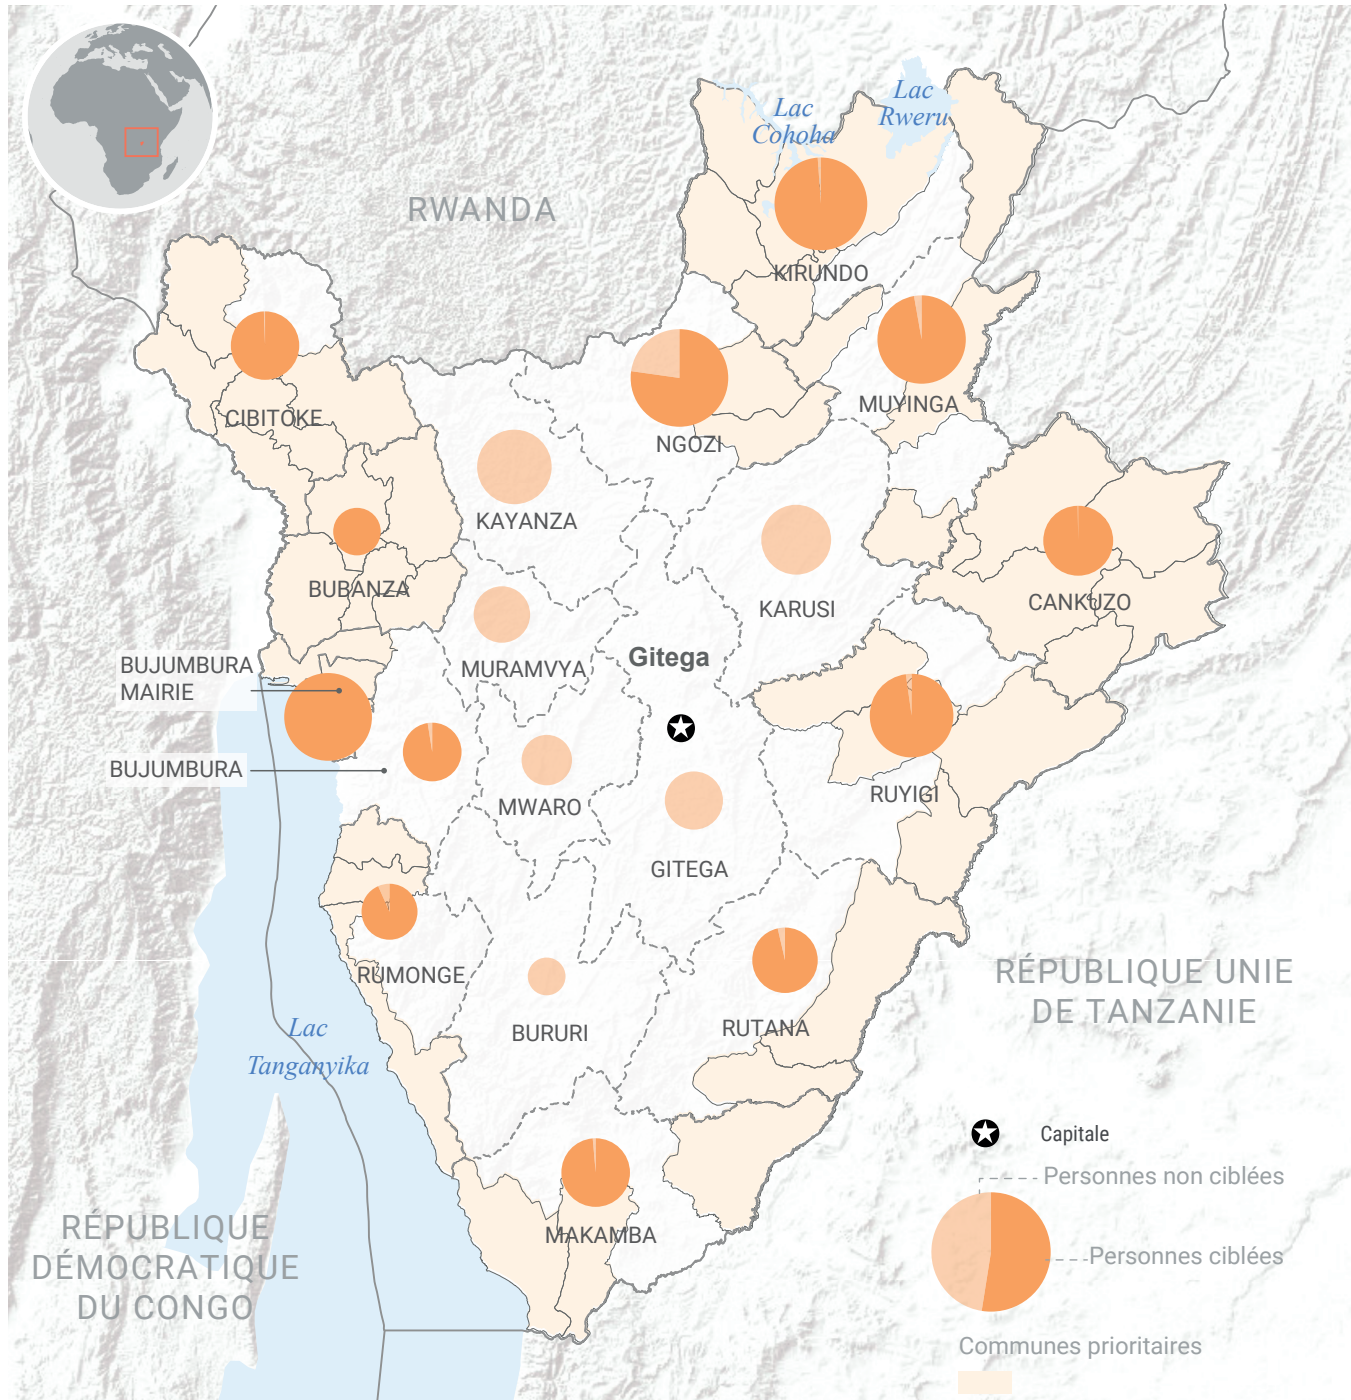 Lac
Rweru
Lac
Cohoha
RWANDA
KIRUNDO
MUYINGA
CIBITOKE
NGOZI
KAYANZA
BUBANZA
KARUSI
CANKUZO
MURAMVYA
Gitega
BUJUMBURA
MAIRIE
BUJUMBURA
MWARO
RUYIGI
GITEGA
RUMONGE
BURURI
RUTANA
RÉPUBLIQUE UNIE
DE TANZANIE
Lac
Tanganyika
MAKAMBA
RÉPUBLIQUE
DÉMOCRATIQUE
DU CONGO
Capitale
Personnes non ciblées
Personnes ciblées
Communes prioritaires